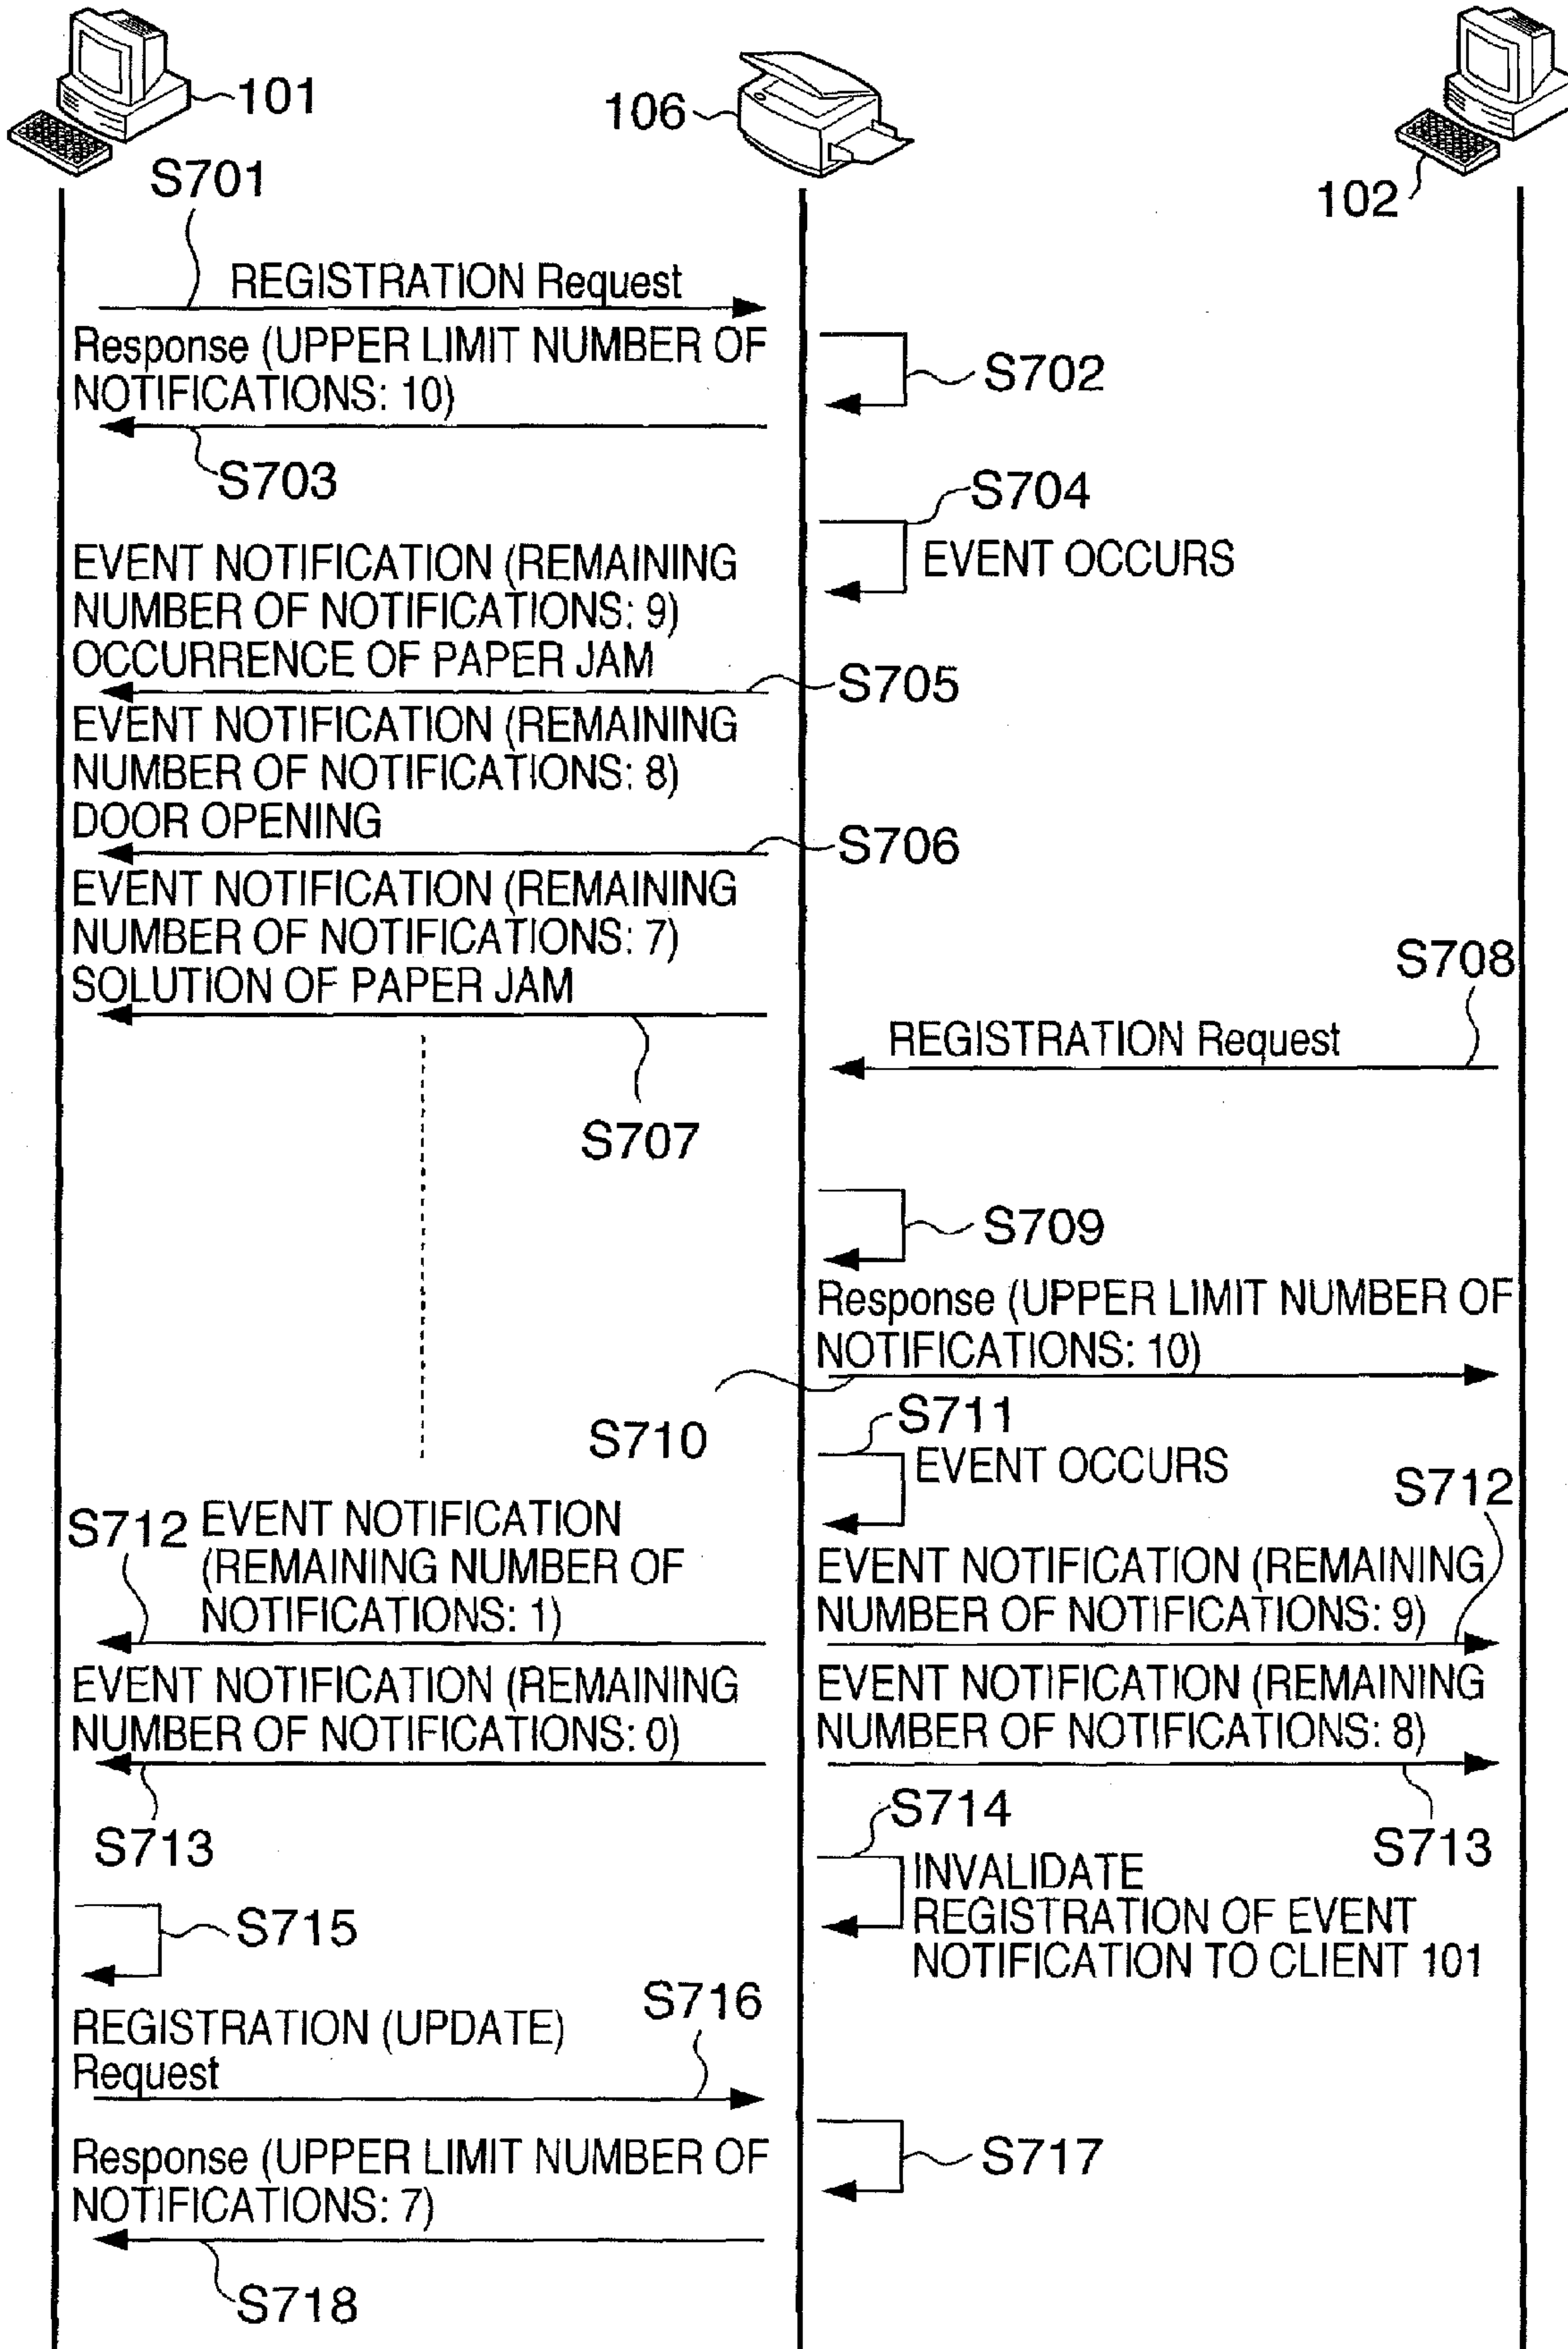 101
106
102
S701
REGISTRATION Request
Response (UPPER LIMIT NUMBER OF
NOTIFICATIONS: 10)
S702
S703
S704
EVENT OCCURS
EVENT NOTIFICATION (REMAINING
NUMBER OF NOTIFICATIONS: 9)
OCCURRENCE OF PAPER JAM
S705
EVENT NOTIFICATION (REMAINING
NUMBER OF NOTIFICATIONS: 8)
DOOR OPENING
S706
EVENT NOTIFICATION (REMAINING
NUMBER OF NOTIFICATIONS: 7)
SOLUTION OF PAPER JAM
S707
S708
REGISTRATION Request
S709
Response (UPPER LIMIT NUMBER OF
NOTIFICATIONS: 10)
S710
S711
EVENT OCCURS
S712
EVENT NOTIFICATION
(REMAINING NUMBER OF
NOTIFICATIONS: 1)
S712
EVENT NOTIFICATION (REMAINING
NUMBER OF NOTIFICATIONS: 9)
EVENT NOTIFICATION (REMAINING
NUMBER OF NOTIFICATIONS: 0)
S713
EVENT NOTIFICATION (REMAINING
NUMBER OF NOTIFICATIONS: 8)
S713
S714
INVALIDATE
REGISTRATION OF EVENT
NOTIFICATION TO CLIENT 101
S715
S716
REGISTRATION (UPDATE)
Request
S717
Response (UPPER LIMIT NUMBER OF
NOTIFICATIONS: 7)
S718